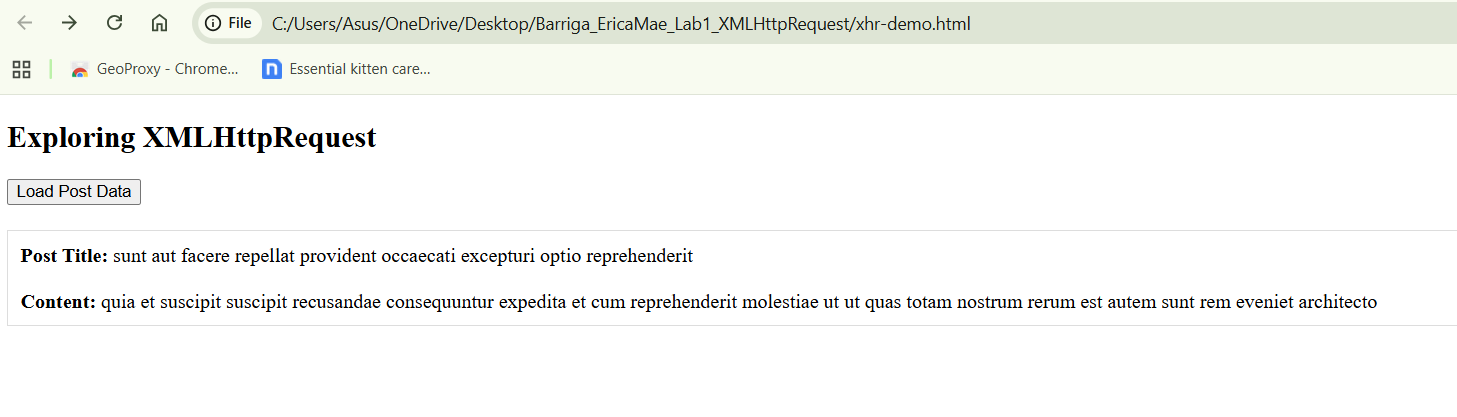 File C:/Users/Asus/OneDrive/Desktop/Barriga_EricaMae_Lab1_XMLHttpRequest/xhr-demo.html
GeoProxy - Chrome... Essential kitten care...
Exploring XMLHttpRequest
Load Post Data
Post Title: sunt aut facere repellat provident occaecati excepturi optio reprehenderit
Content: quia et suscipit suscipit recusandae consequuntur expedita et cum reprehenderit molestiae ut ut quas totam nostrum rerum est autem sunt rem eveniet architecto